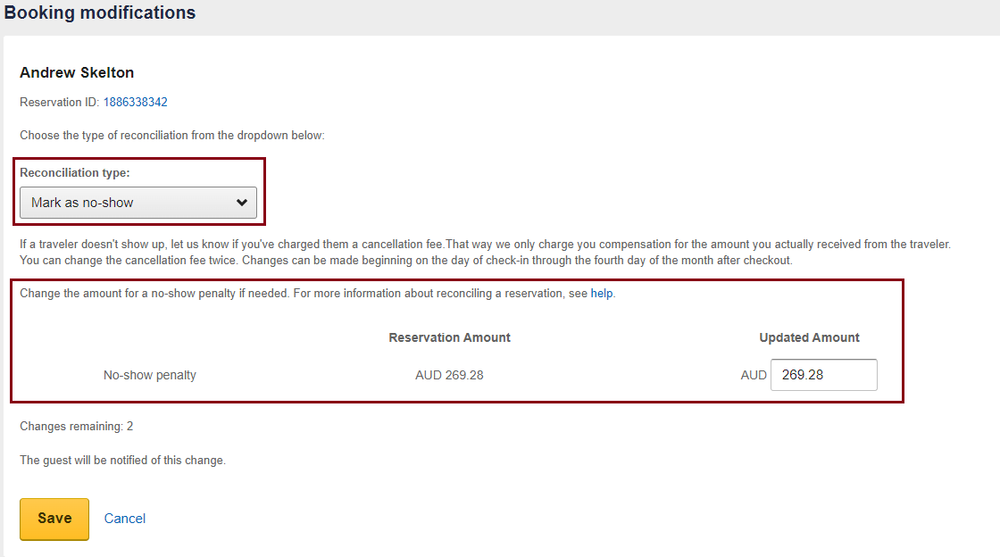 Booking modifications
Andrew Skelton
Reservation ID: 1886338342
Choose the type of reconciliation from the dropdown below:
Reconciliation type:
Mark as no-show
If a traveler doesn't show up, let us know if you've charged them a cancellation fee.That way we only charge you compensation for the amount you actually received from the traveler.
You can change the cancellation fee twice. Changes can be made beginning on the day of check-in through the fourth day of the month after checkout.
Change the amount for a no-show penalty if needed. For more information about reconciling a reservation, see help.
Reservation Amount Updated Amount
No-show penalty AUD 269.28 AUD 269.28
Changes remaining: 2
The guest will be notified of this change.
Save Cancel